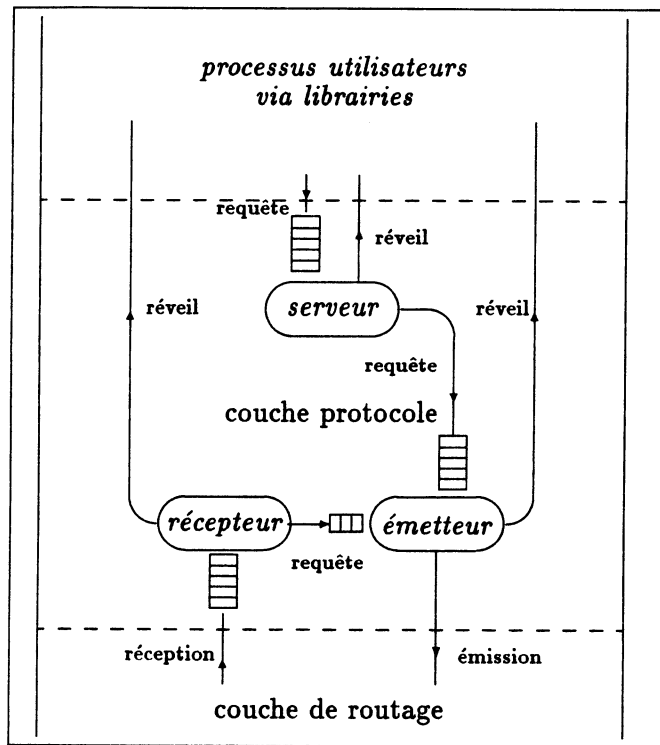 processus utilisateurs
via librairies
requête
réveil
serveur
réveil
réveil
requête
couche protocole
récepteur
émetteur
requête
réception
émission
couche de routage